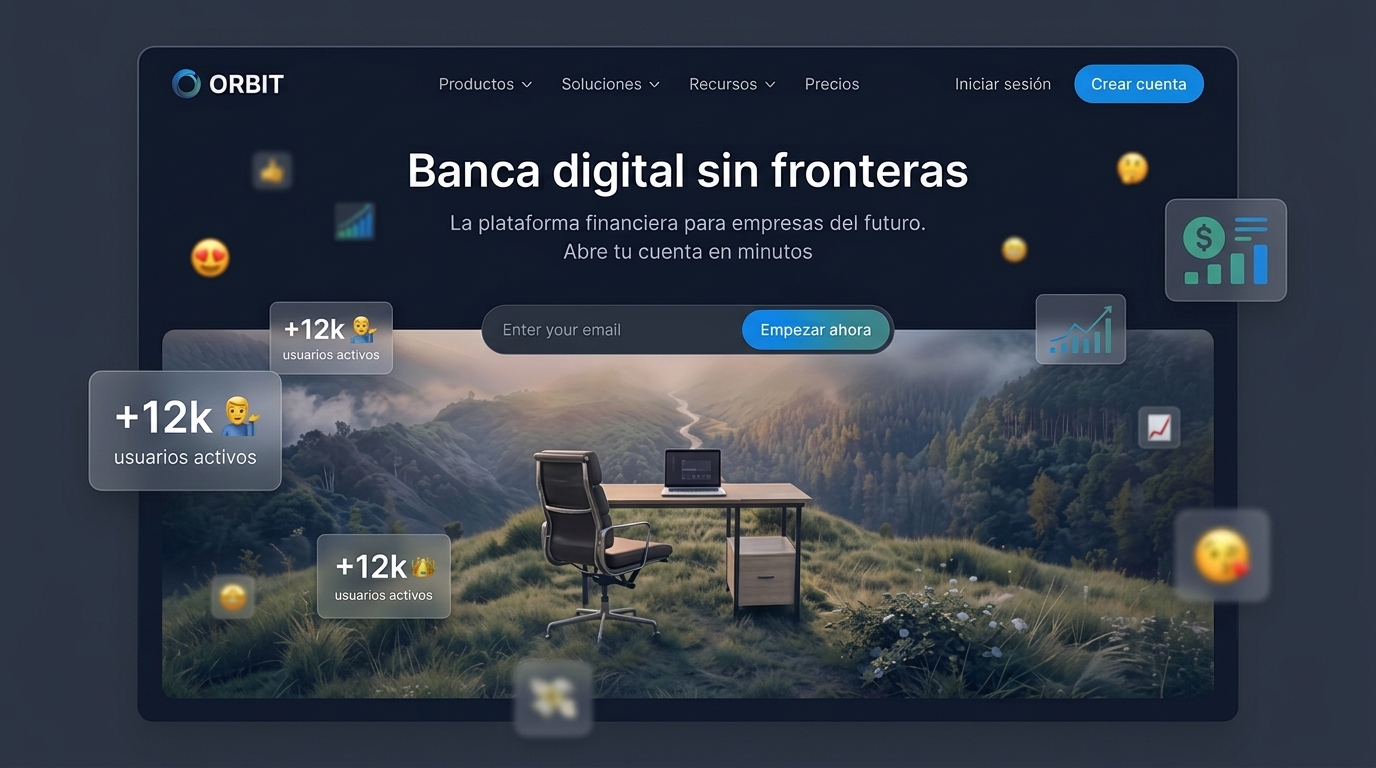 ORBIT
Productos
Soluciones
Recursos
Precios
Iniciar sesión
Crear cuenta
Banca digital sin fronteras
La plataforma financiera para empresas del futuro.
Abre tu cuenta en minutos
Enter your email
Empezar ahora
+12k
usuarios activos
+12k
usuarios activos
+12k
usuarios activos
$